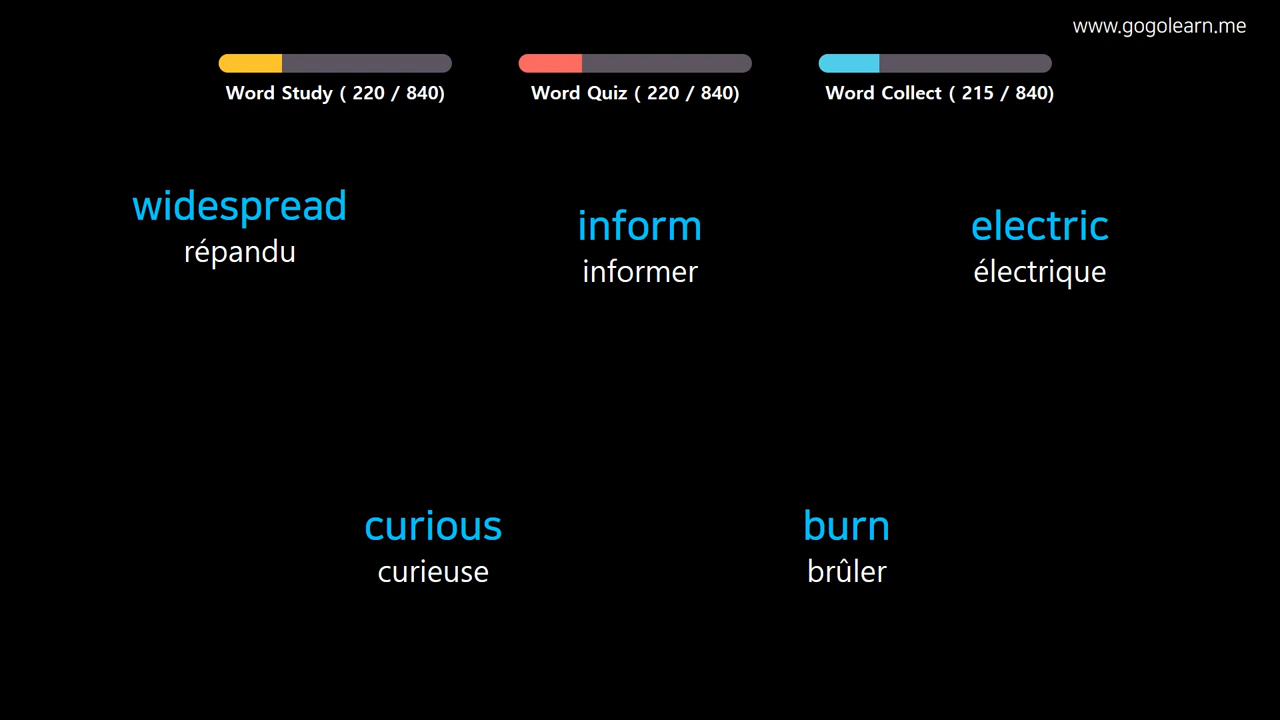 www.gogolearn.me
Word Study ( 220 / 840)
Word Quiz ( 220 / 840)
Word Collect ( 215 / 840)
widespread
répandu
inform
informer
electric
électrique
curious
curieuse
burn
brûler